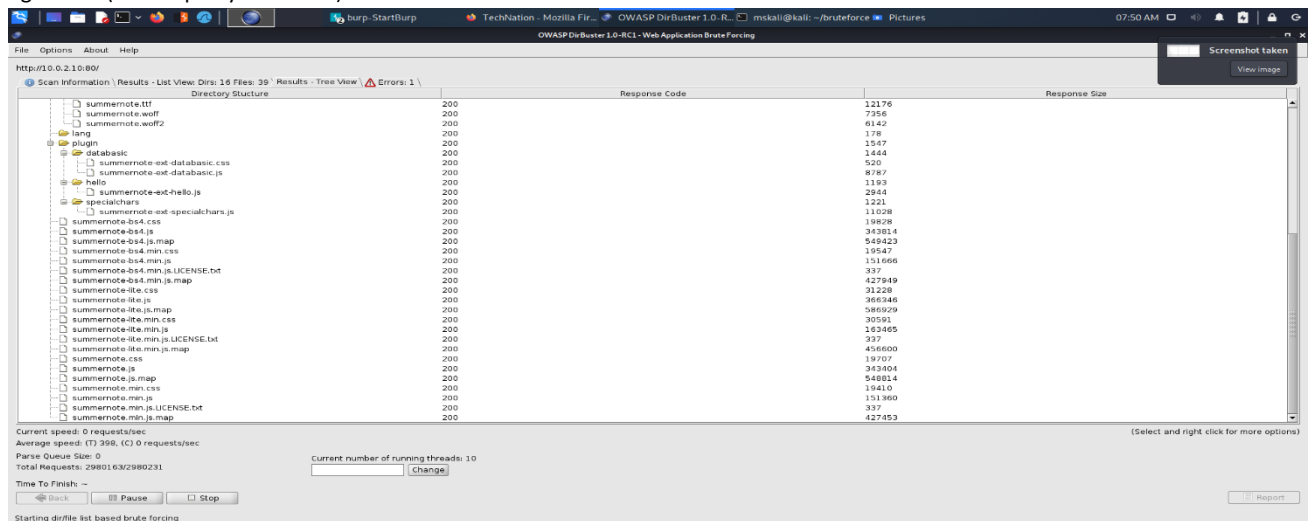 burp-StartBurp TechNation - Mozilla Fir... OWASP DirBuster 1.0-R... mskali@kali: ~/bruteforce Pictures 07:50 AM
OWASP DirBuster 1.0-RC1 - Web Application Brute Forcing
File Options About Help
Screenshot taken
View image
http://10.0.2.10:80/
Scan Information \ Results - List View: Dirs: 16 Files: 39 \ Results - Tree View \ Errors: 1 \
Directory Stucture Response Code Response Size
summernote.ttf 200 12176
summernote.woff 200 7356
summernote.woff2 200 6142
lang 200 178
plugin 200 1547
databasic 200 1444
summernote-ext-databasic.css 200 520
summernote-ext-databasic.js 200 8787
hello 200 1193
summernote-ext-hello.js 200 2944
specialchars 200 1221
summernote-ext-specialchars.js 200 11028
summernote-bs4.css 200 19828
summernote-bs4.js 200 343814
summernote-bs4.js.map 200 549423
summernote-bs4.min.css 200 19547
summernote-bs4.min.js 200 151666
summernote-bs4.min.js.LICENSE.txt 200 337
summernote-bs4.min.js.map 200 427949
summernote-lite.css 200 31228
summernote-lite.js 200 366346
summernote-lite.js.map 200 586929
summernote-lite.min.css 200 30591
summernote-lite.min.js 200 163465
summernote-lite.min.js.LICENSE.txt 200 337
summernote-lite.min.js.map 200 456600
summernote.css 200 19707
summernote.js 200 343404
summernote.js.map 200 548814
summernote.min.css 200 19410
summernote.min.js 200 151360
summernote.min.js.LICENSE.txt 200 337
summernote.min.js.map 200 427453
Current speed: 0 requests/sec (Select and right click for more options)
Average speed: (T) 398, (C) 0 requests/sec
Parse Queue Size: 0 Current number of running threads: 10
Total Requests: 2980163/2980231 Change
Time To Finish: ~
Back Pause Stop Report
Starting dir/file list based brute forcing